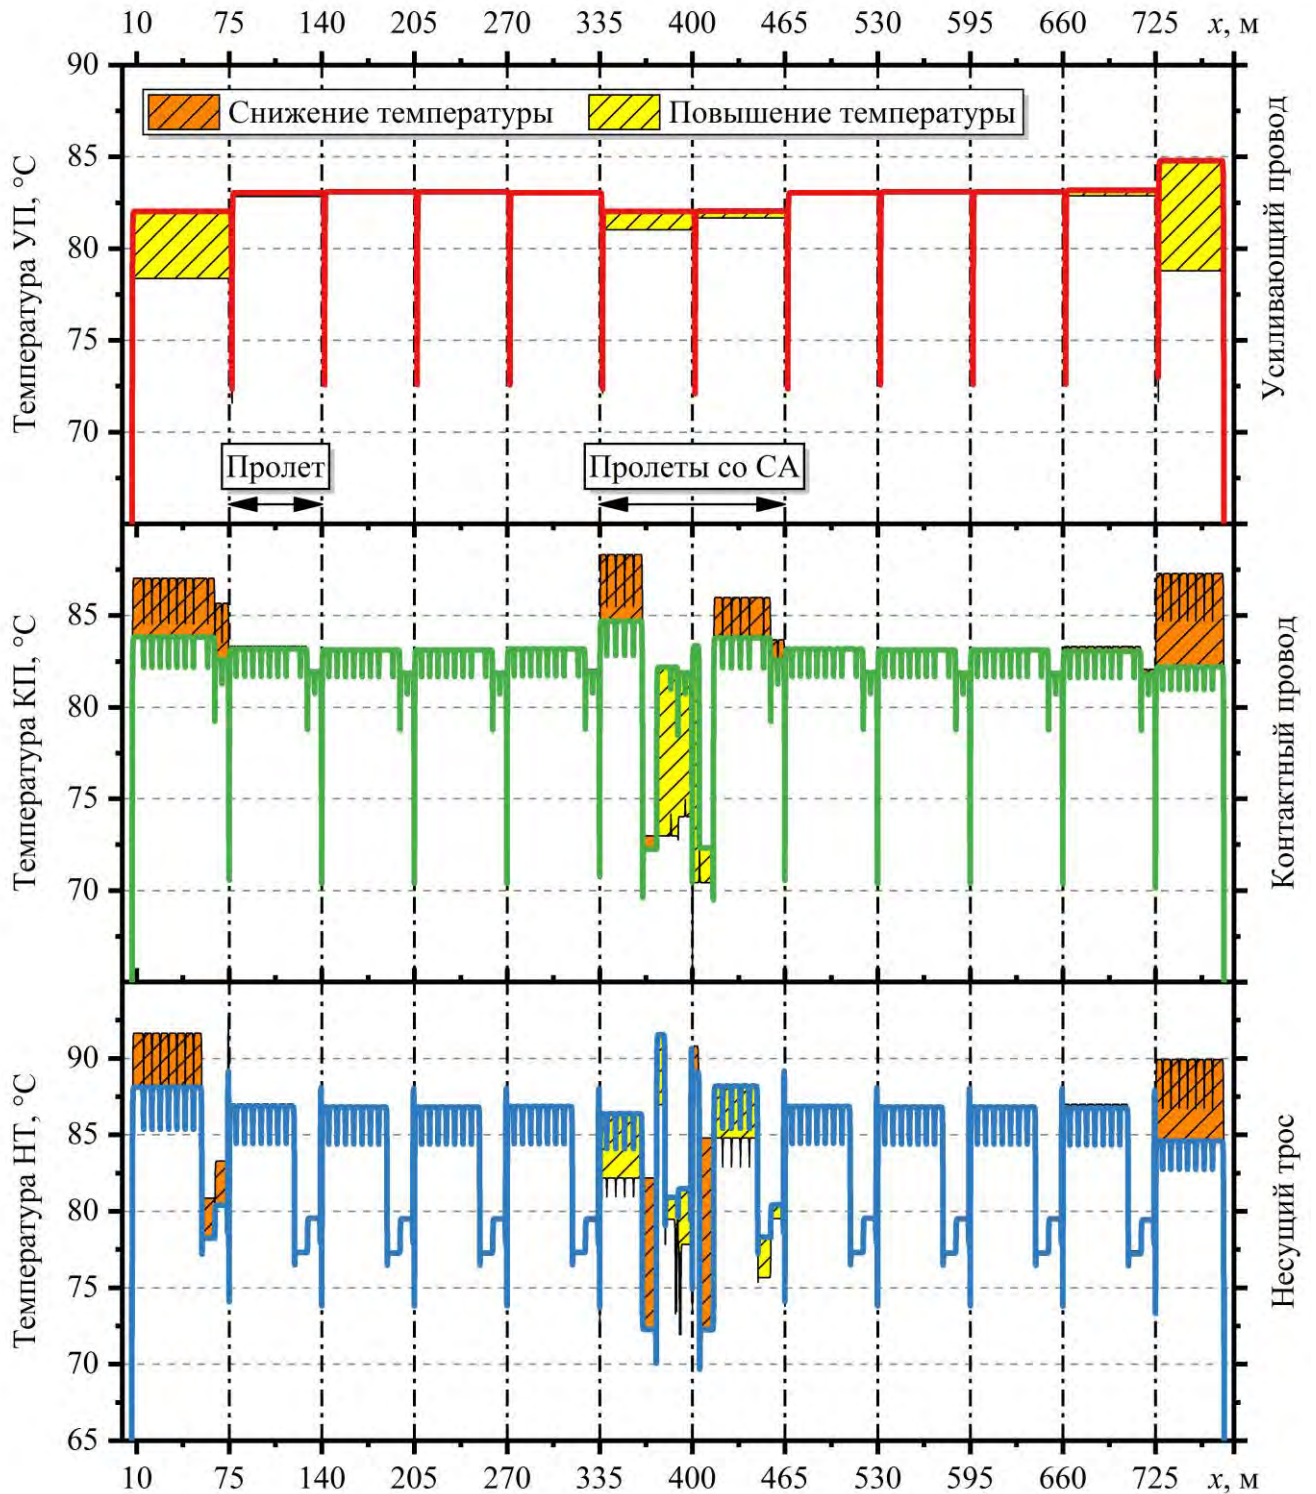 10 75 140 205 270 335 400 465 530 595 660 725 x, м
90
85
80
75
70
Температура УП, °С
Снижение температуры
Повышение температуры
Пролет
Пролеты со СА
Усиливающий провод
85
80
75
70
Температура КП, °С
Контактный провод
90
85
80
75
70
65
Температура НТ, °С
Несущий трос
10 75 140 205 270 335 400 465 530 595 660 725 x, м